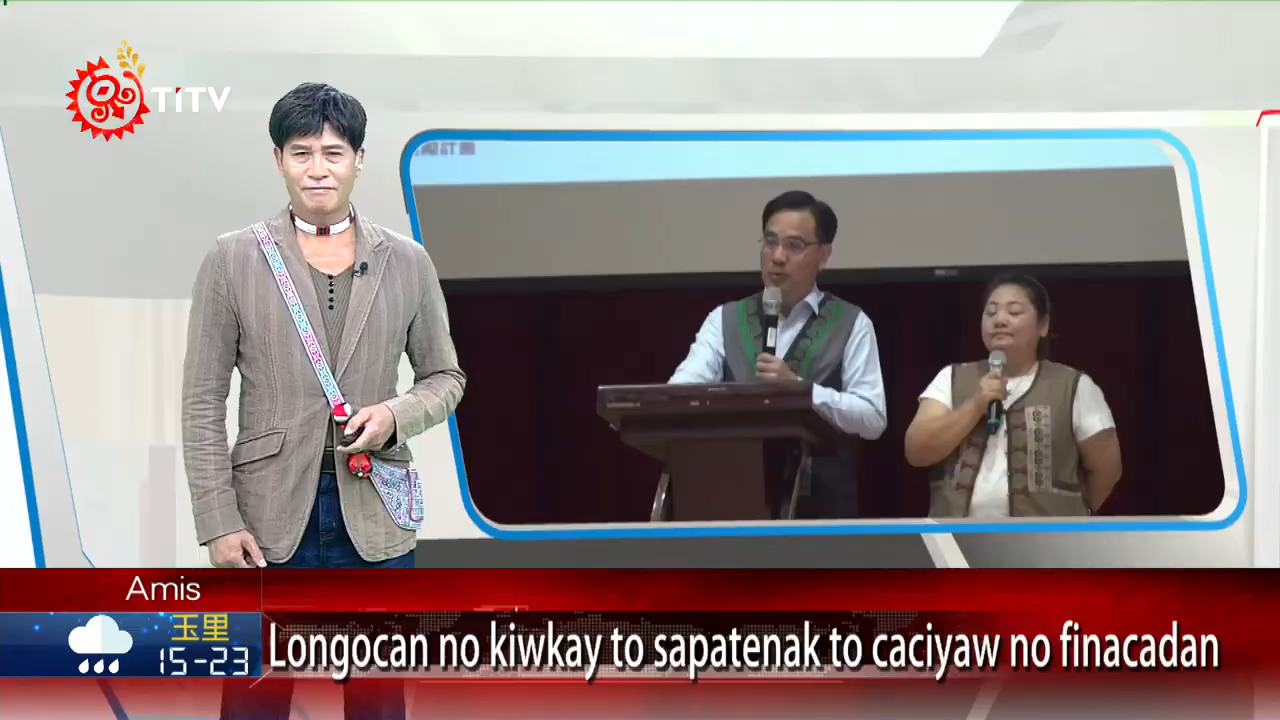 TiTV
Amis
玉里
15-23
Longocan no kiwkay to sapatenak to caciyaw no finacadan